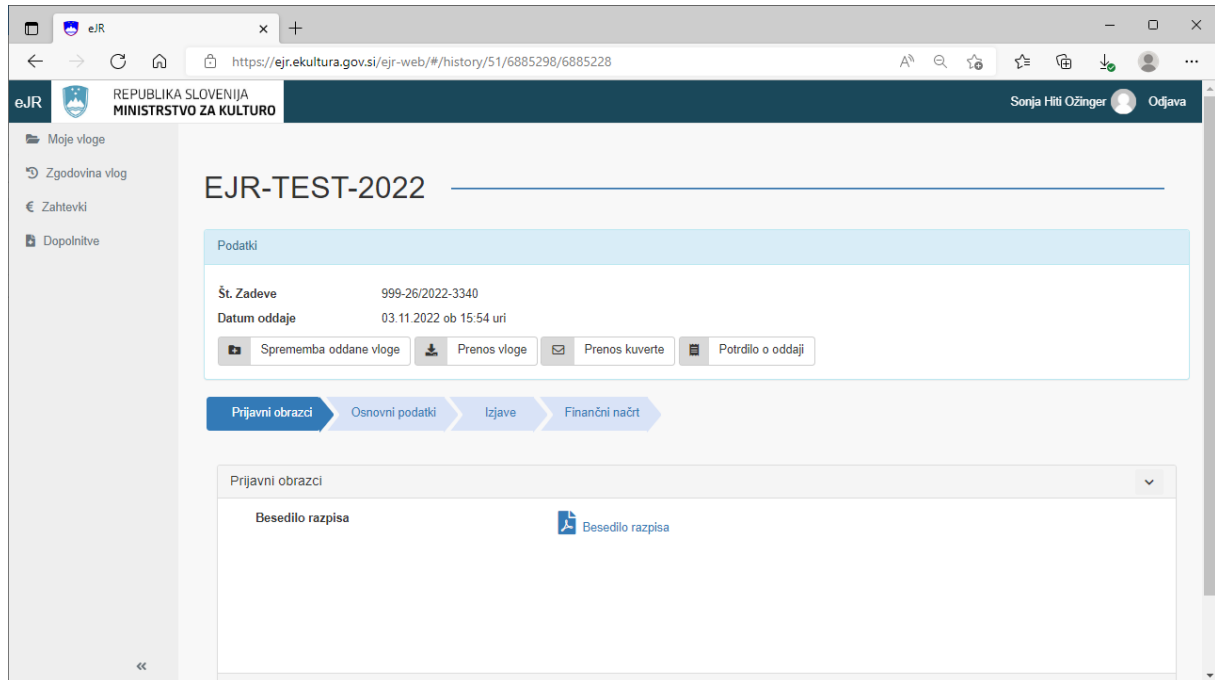 eJR
https://ejr.ekultura.gov.si/ejr-web/#/history/51/6885298/6885228
eJR
REPUBLIKA SLOVENIJA
MINISTRSTVO ZA KULTURO
Sonja Hiti Ožinger
Odjava
Moje vloge
Zgodovina vlog
€ Zahtevki
Dopolnitve
EJR-TEST-2022
Podatki
Št. Zadeve 999-26/2022-3340
Datum oddaje 03.11.2022 ob 15:54 uri
Sprememba oddane vloge Prenos vloge Prenos kuverte Potrdilo o oddaji
Prijavni obrazci Osnovni podatki Izjave Finančni načrt
Prijavni obrazci
Besedilo razpisa Besedilo razpisa